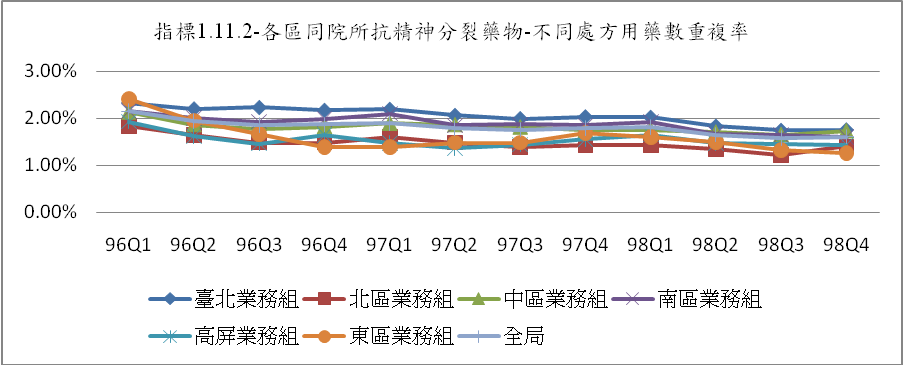 指標1.11.2-各區同院所抗精神分裂藥物-不同處方用藥數重複率
3.00%
2.00%
1.00%
0.00%
96Q1 96Q2 96Q3 96Q4 97Q1 97Q2 97Q3 97Q4 98Q1 98Q2 98Q3 98Q4
臺北業務組 北區業務組 中區業務組 南區業務組
高屏業務組 東區業務組 全局